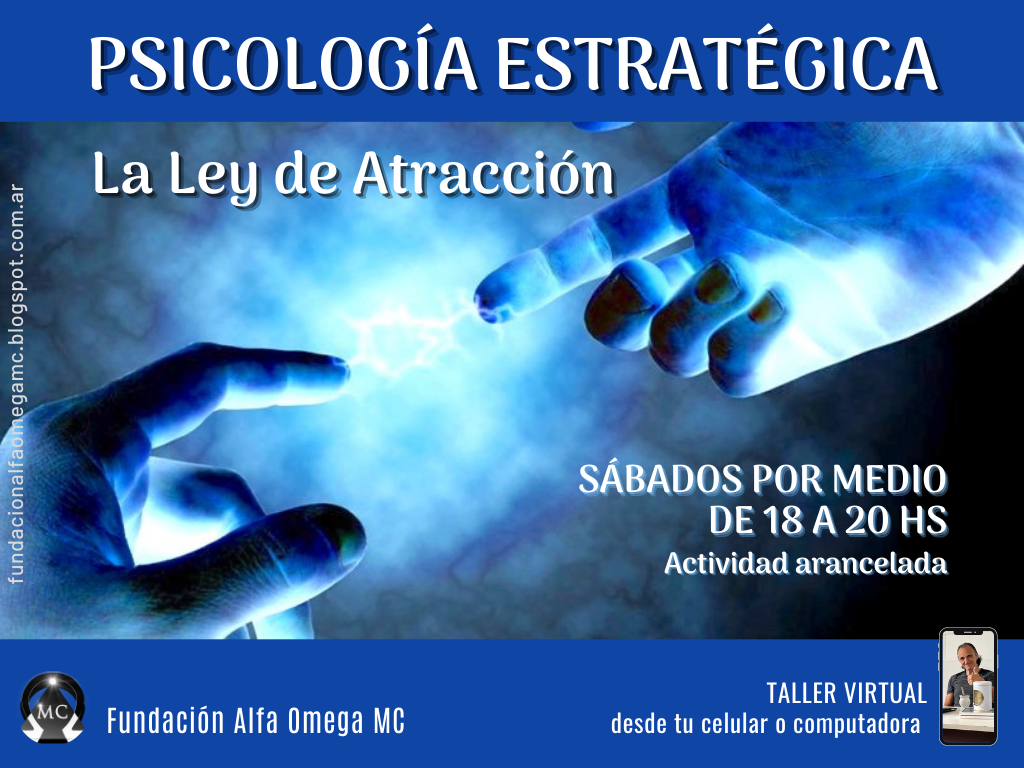 PSICOLOGÍA ESTRATÉGICA
La Ley de Atracción
fundacionalfaomegamc.blogspot.com.ar
SÁBADOS POR MEDIO
DE 18 A 20 HS
Actividad arancelada
MC
Fundación Alfa Omega MC
TALLER VIRTUAL
desde tu celular o computadora